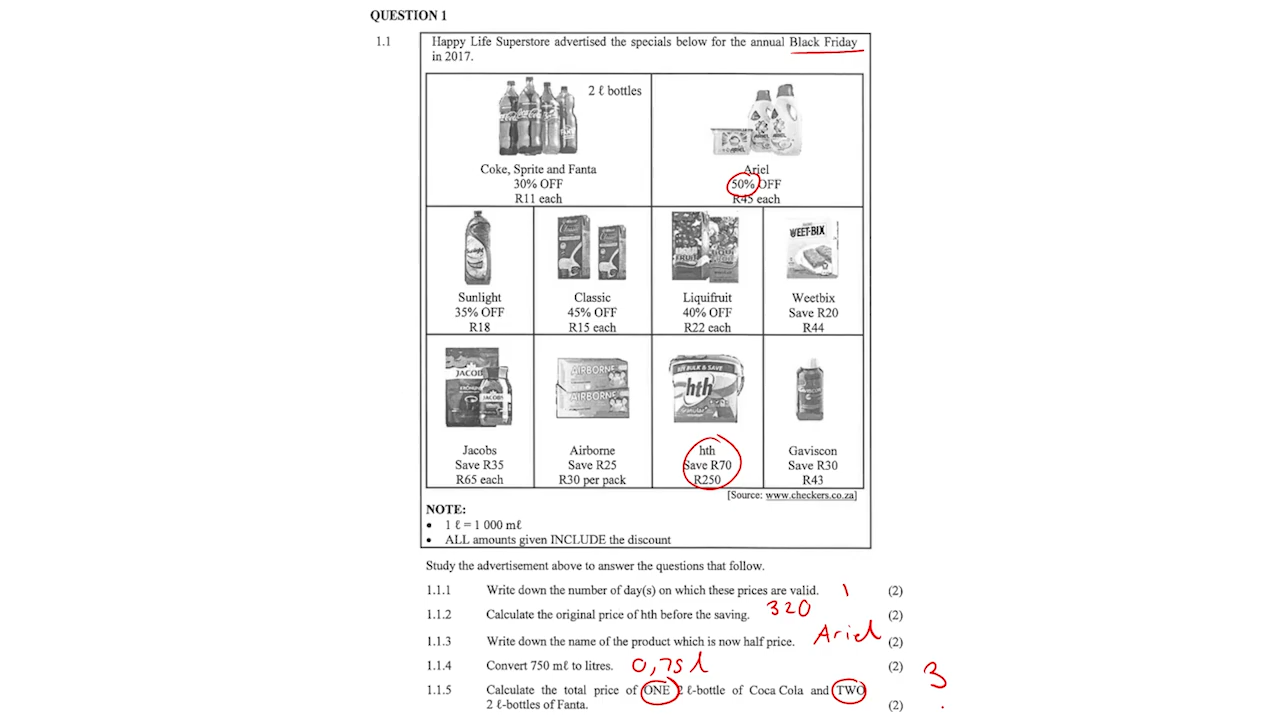 QUESTION 1
1.1 Happy Life Superstore advertised the specials below for the annual Black Friday
in 2017.
2 ℓ bottles
Coke, Sprite and Fanta
30% OFF
R11 each
Ariel
50% OFF
R45 each
WEET-BIX
Sunlight
35% OFF
R18
Classic
45% OFF
R15 each
Liquifruit
40% OFF
R22 each
Weetbix
Save R20
R44
JACOBS
AIRBORNE
AIRBORNE
BULK & SAVE
hth
Jacobs
Save R35
R65 each
Airborne
Save R25
R30 per pack
hth
Save R70
R250
Gaviscon
Save R30
R43
[Source: www.checkers.co.za]
NOTE:
• 1 ℓ = 1 000 mℓ
• ALL amounts given INCLUDE the discount
Study the advertisement above to answer the questions that follow.
1.1.1 Write down the number of day(s) on which these prices are valid. 1 (2)
1.1.2 Calculate the original price of hth before the saving. 320 (2)
1.1.3 Write down the name of the product which is now half price. Ariel (2)
1.1.4 Convert 750 mℓ to litres. 0,75 l (2)
1.1.5 Calculate the total price of ONE 2 ℓ-bottle of Coca Cola and TWO 3
2 ℓ-bottles of Fanta. (2)